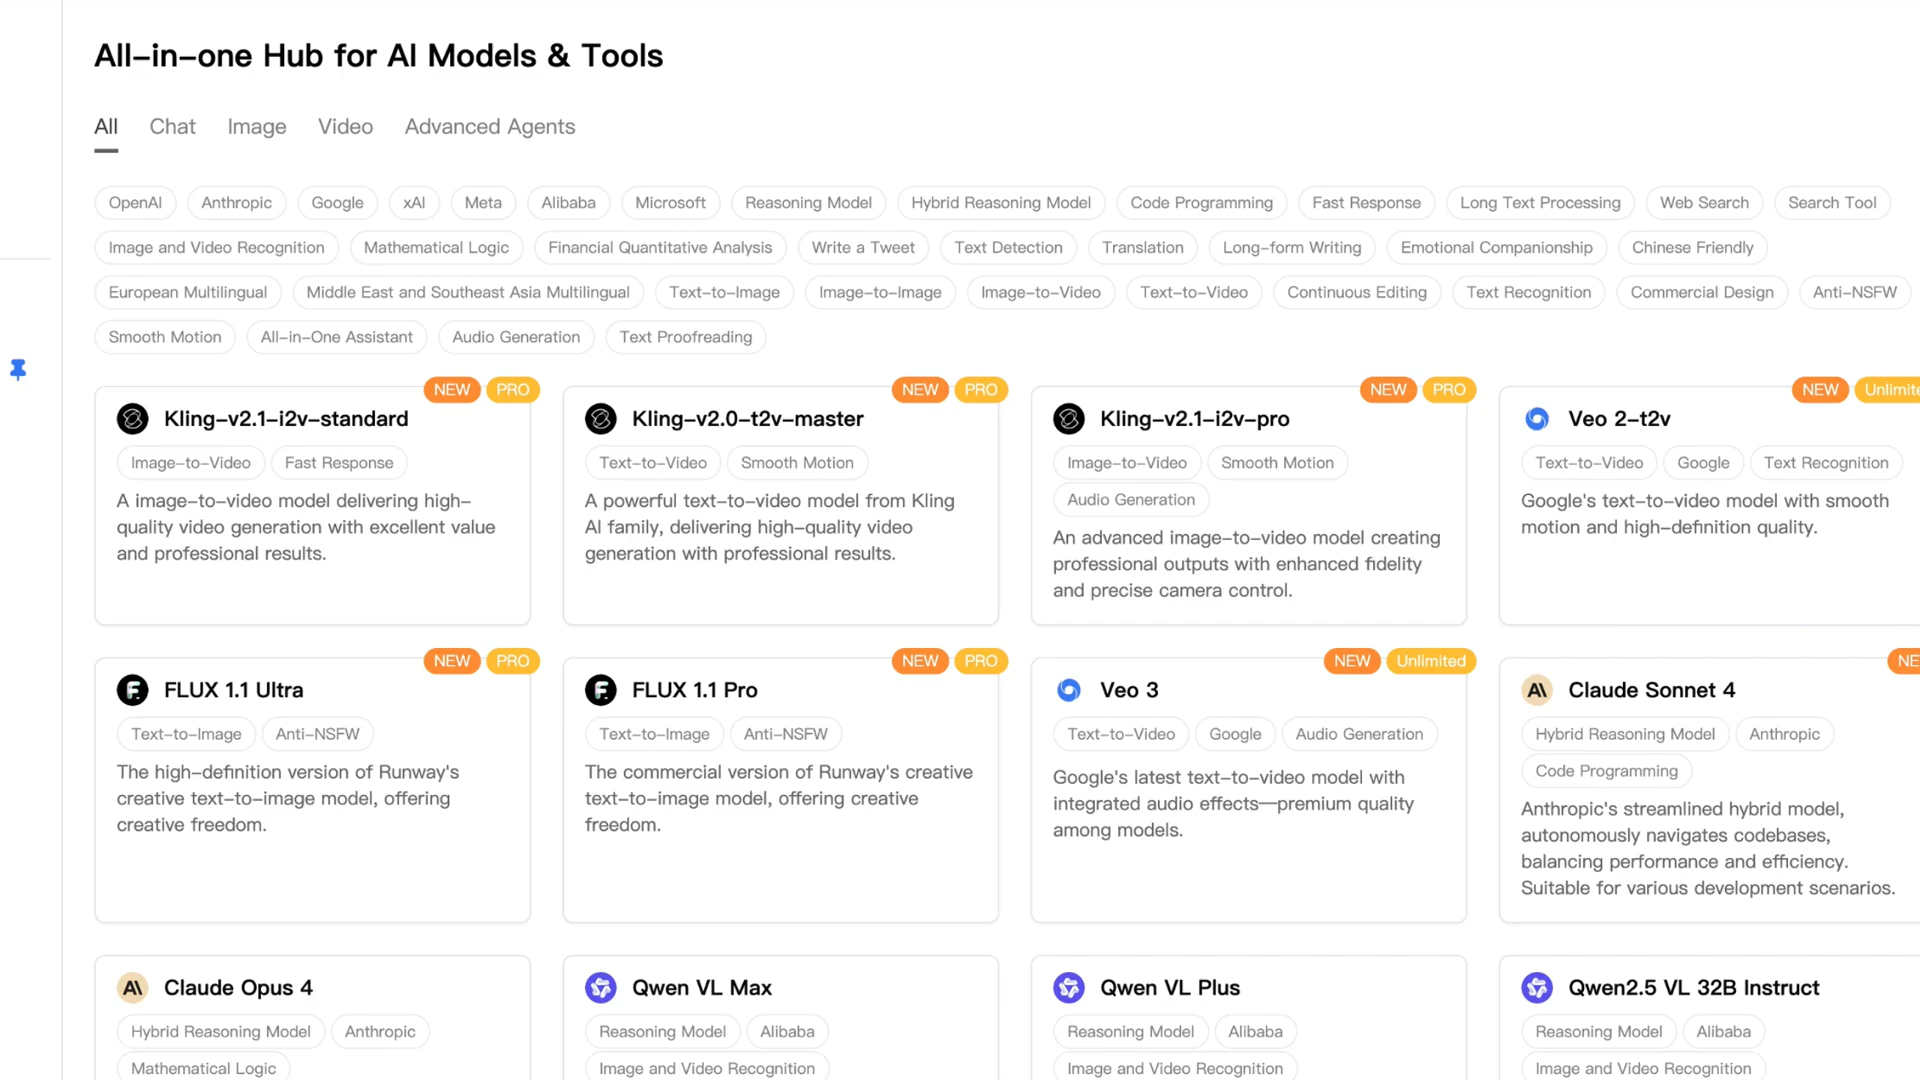 All-in-one Hub for AI Models & Tools
All Chat Image Video Advanced Agents
OpenAI Anthropic Google xAI Meta Alibaba Microsoft Reasoning Model Hybrid Reasoning Model Code Programming Fast Response Long Text Processing Web Search Search Tool
Image and Video Recognition Mathematical Logic Financial Quantitative Analysis Write a Tweet Text Detection Translation Long-form Writing Emotional Companionship Chinese Friendly
European Multilingual Middle East and Southeast Asia Multilingual Text-to-Image Image-to-Image Image-to-Video Text-to-Video Continuous Editing Text Recognition Commercial Design Anti-NSFW
Smooth Motion All-in-One Assistant Audio Generation Text Proofreading
NEW PRO
Kling-v2.1-i2v-standard
Image-to-Video Fast Response
A image-to-video model delivering high-
quality video generation with excellent value
and professional results.
NEW PRO
Kling-v2.0-t2v-master
Text-to-Video Smooth Motion
A powerful text-to-video model from Kling
AI family, delivering high-quality video
generation with professional results.
NEW PRO
Kling-v2.1-i2v-pro
Image-to-Video Smooth Motion
Audio Generation
An advanced image-to-video model creating
professional outputs with enhanced fidelity
and precise camera control.
NEW Unlimite
Veo 2-t2v
Text-to-Video Google Text Recognition
Google's text-to-video model with smooth
motion and high-definition quality.
NEW PRO
FLUX 1.1 Ultra
Text-to-Image Anti-NSFW
The high-definition version of Runway's
creative text-to-image model, offering
creative freedom.
NEW PRO
FLUX 1.1 Pro
Text-to-Image Anti-NSFW
The commercial version of Runway's creative
text-to-image model, offering creative
freedom.
NEW Unlimited
Veo 3
Text-to-Video Google Audio Generation
Google's latest text-to-video model with
integrated audio effects—premium quality
among models.
NE
Claude Sonnet 4
Hybrid Reasoning Model Anthropic
Code Programming
Anthropic's streamlined hybrid model,
autonomously navigates codebases,
balancing performance and efficiency.
Suitable for various development scenarios.
Claude Opus 4
Hybrid Reasoning Model Anthropic
Mathematical Logic
Qwen VL Max
Reasoning Model Alibaba
Image and Video Recognition
Qwen VL Plus
Reasoning Model Alibaba
Image and Video Recognition
Qwen2.5 VL 32B Instruct
Reasoning Model Alibaba
Image and Video Recognition